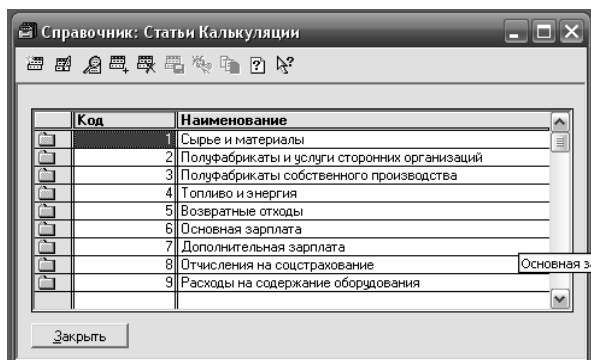 Справочник: Статьи Калькуляции
Код Наименование
1 Сырье и материалы
2 Полуфабрикаты и услуги сторонних организаций
3 Полуфабрикаты собственного производства
4 Топливо и энергия
5 Возвратные отходы
6 Основная зарплата
7 Дополнительная зарплата
8 Отчисления на соцстрахование
Основная з
9 Расходы на содержание оборудования
Закрыть